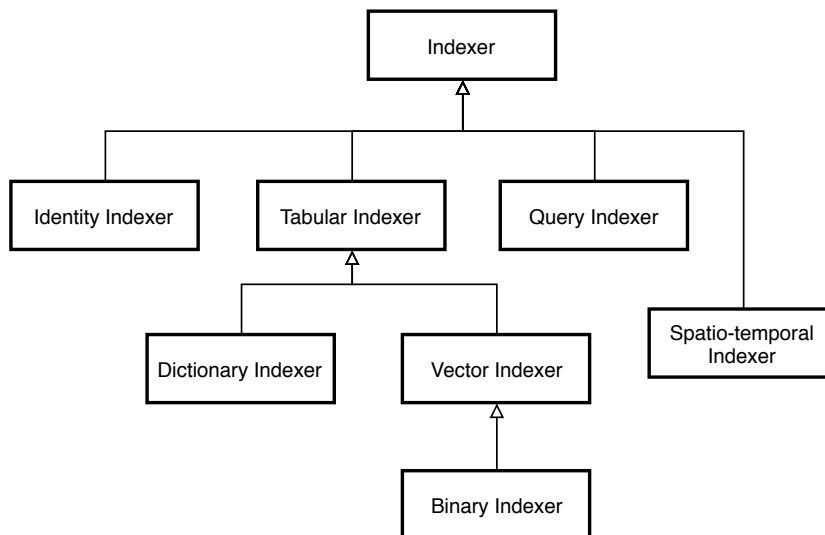 Indexer
Identity Indexer
Tabular Indexer
Query Indexer
Dictionary Indexer
Vector Indexer
Spatio-temporal
Indexer
Binary Indexer